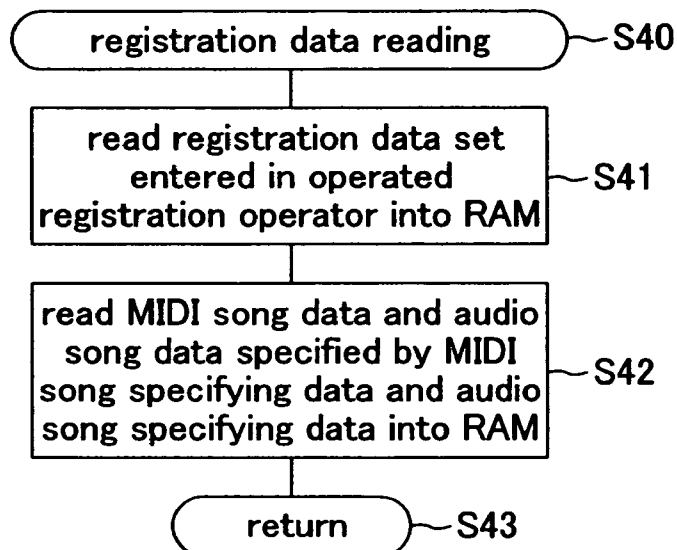 registration data reading
S40
read registration data set
entered in operated
registration operator into RAM
S41
read MIDI song data and audio
song data specified by MIDI
song specifying data and audio
song specifying data into RAM
S42
return
S43